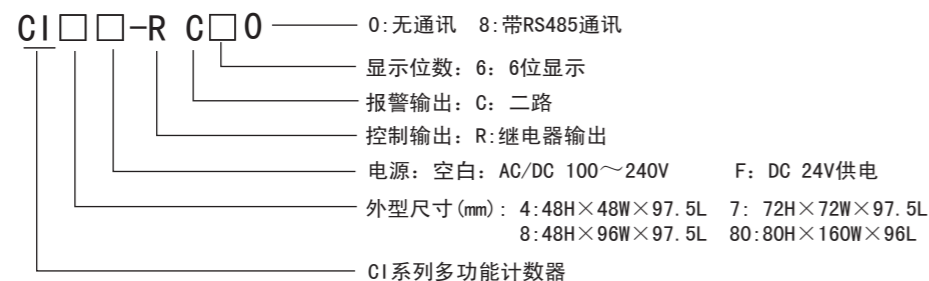 CI□□-R C□0
0:无通讯 8:带RS485通讯
显示位数：6：6位显示
报警输出：C：二路
控制输出：R:继电器输出
电源：空白：AC/DC 100～240V F：DC 24V供电
外型尺寸(mm)：4:48H×48W×97.5L 7：72H×72W×97.5L
8:48H×96W×97.5L 80:80H×160W×96L
CI系列多功能计数器